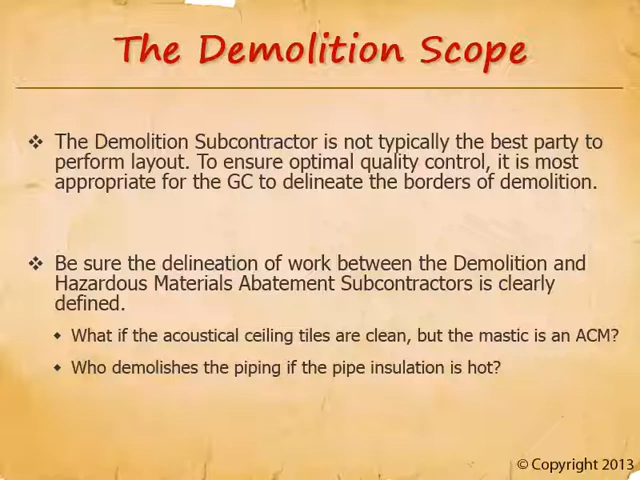 The Demolition Scope
The Demolition Subcontractor is not typically the best party to
perform layout. To ensure optimal quality control, it is most
appropriate for the GC to delineate the borders of demolition.
Be sure the delineation of work between the Demolition and
Hazardous Materials Abatement Subcontractors is clearly
defined.
What if the acoustical ceiling tiles are clean, but the mastic is an ACM?
Who demolishes the piping if the pipe insulation is hot?
© Copyright 2013